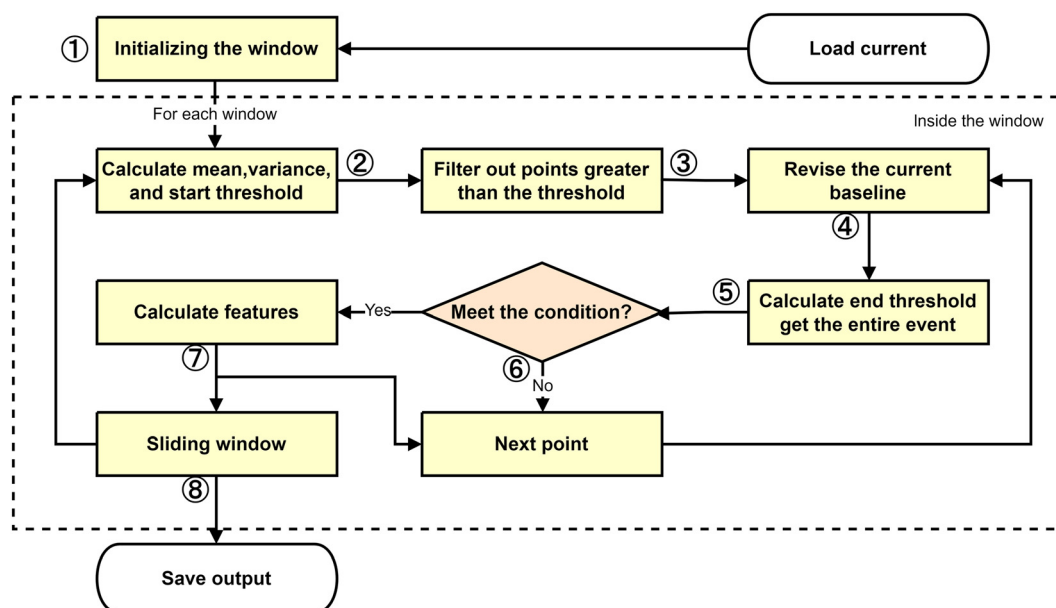 ① Initializing the window
Load current
For each window
Inside the window
Calculate mean,variance,
and start threshold
②
Filter out points greater
than the threshold
③
Revise the current
baseline
④
Calculate features
Yes
Meet the condition?
⑤
Calculate end threshold
get the entire event
⑥
No
⑦
Sliding window
Next point
⑧
Save output